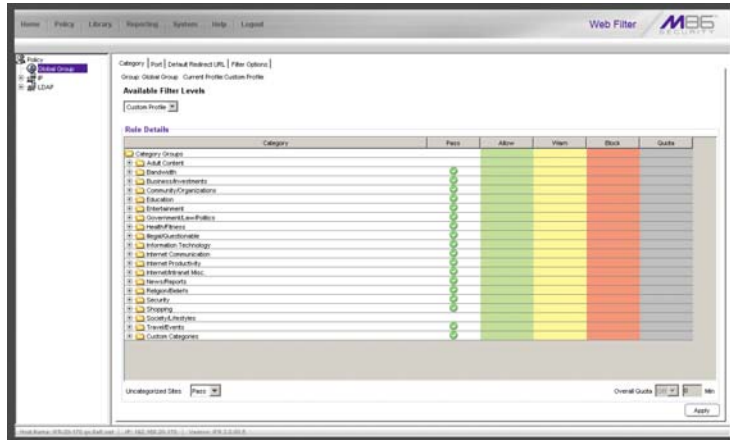 Home Policy Library Reporting System Help Logout
Web Filter
M86
SECURITY
Policy
Global Group
IP
LDAP
Category Port Default Redirect URL Filter Options
Group: Global Group Current Profile:Custom Profile
Available Filter Levels
Custom Profile
Rule Details
Category Pass Allow Warn Block Quota
Category Groups
Adult Content
Bandwidth
Business/Investments
Community/Organizations
Education
Entertainment
Government/Law/Politics
Health/Fitness
Illegal/Questionable
Information Technology
Internet Communication
Internet Productivity
Internet/Intranet Misc.
News/Reports
Religion/Beliefs
Security
Shopping
Society/Lifestyles
Travel/Events
Custom Categories
Uncategorized Sites Pass Overall Quota Min
Apply